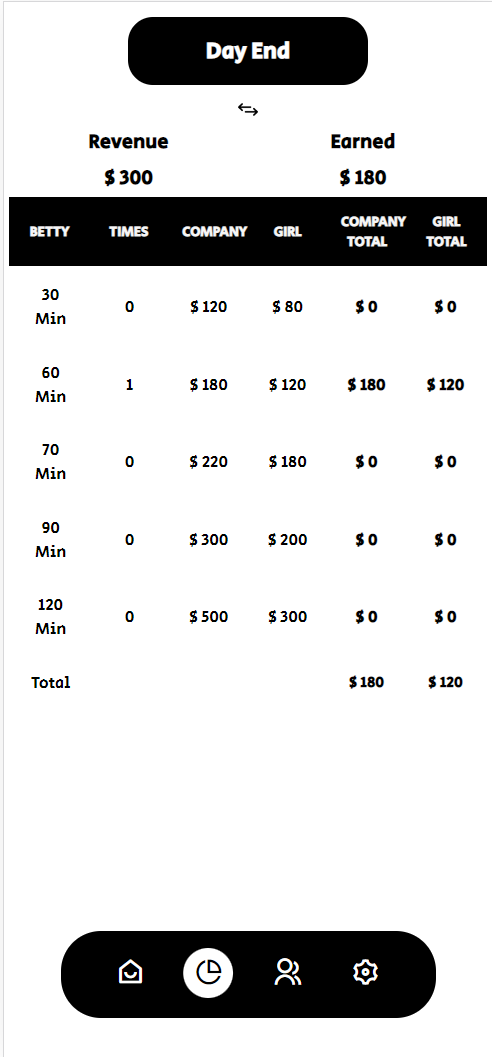 Day End
Revenue Earned
$ 300 $ 180
BETTY TIMES COMPANY GIRL COMPANY TOTAL GIRL TOTAL
30 Min 0 $ 120 $ 80 $ 0 $ 0
60 Min 1 $ 180 $ 120 $ 180 $ 120
70 Min 0 $ 220 $ 180 $ 0 $ 0
90 Min 0 $ 300 $ 200 $ 0 $ 0
120 Min 0 $ 500 $ 300 $ 0 $ 0
Total $ 180 $ 120